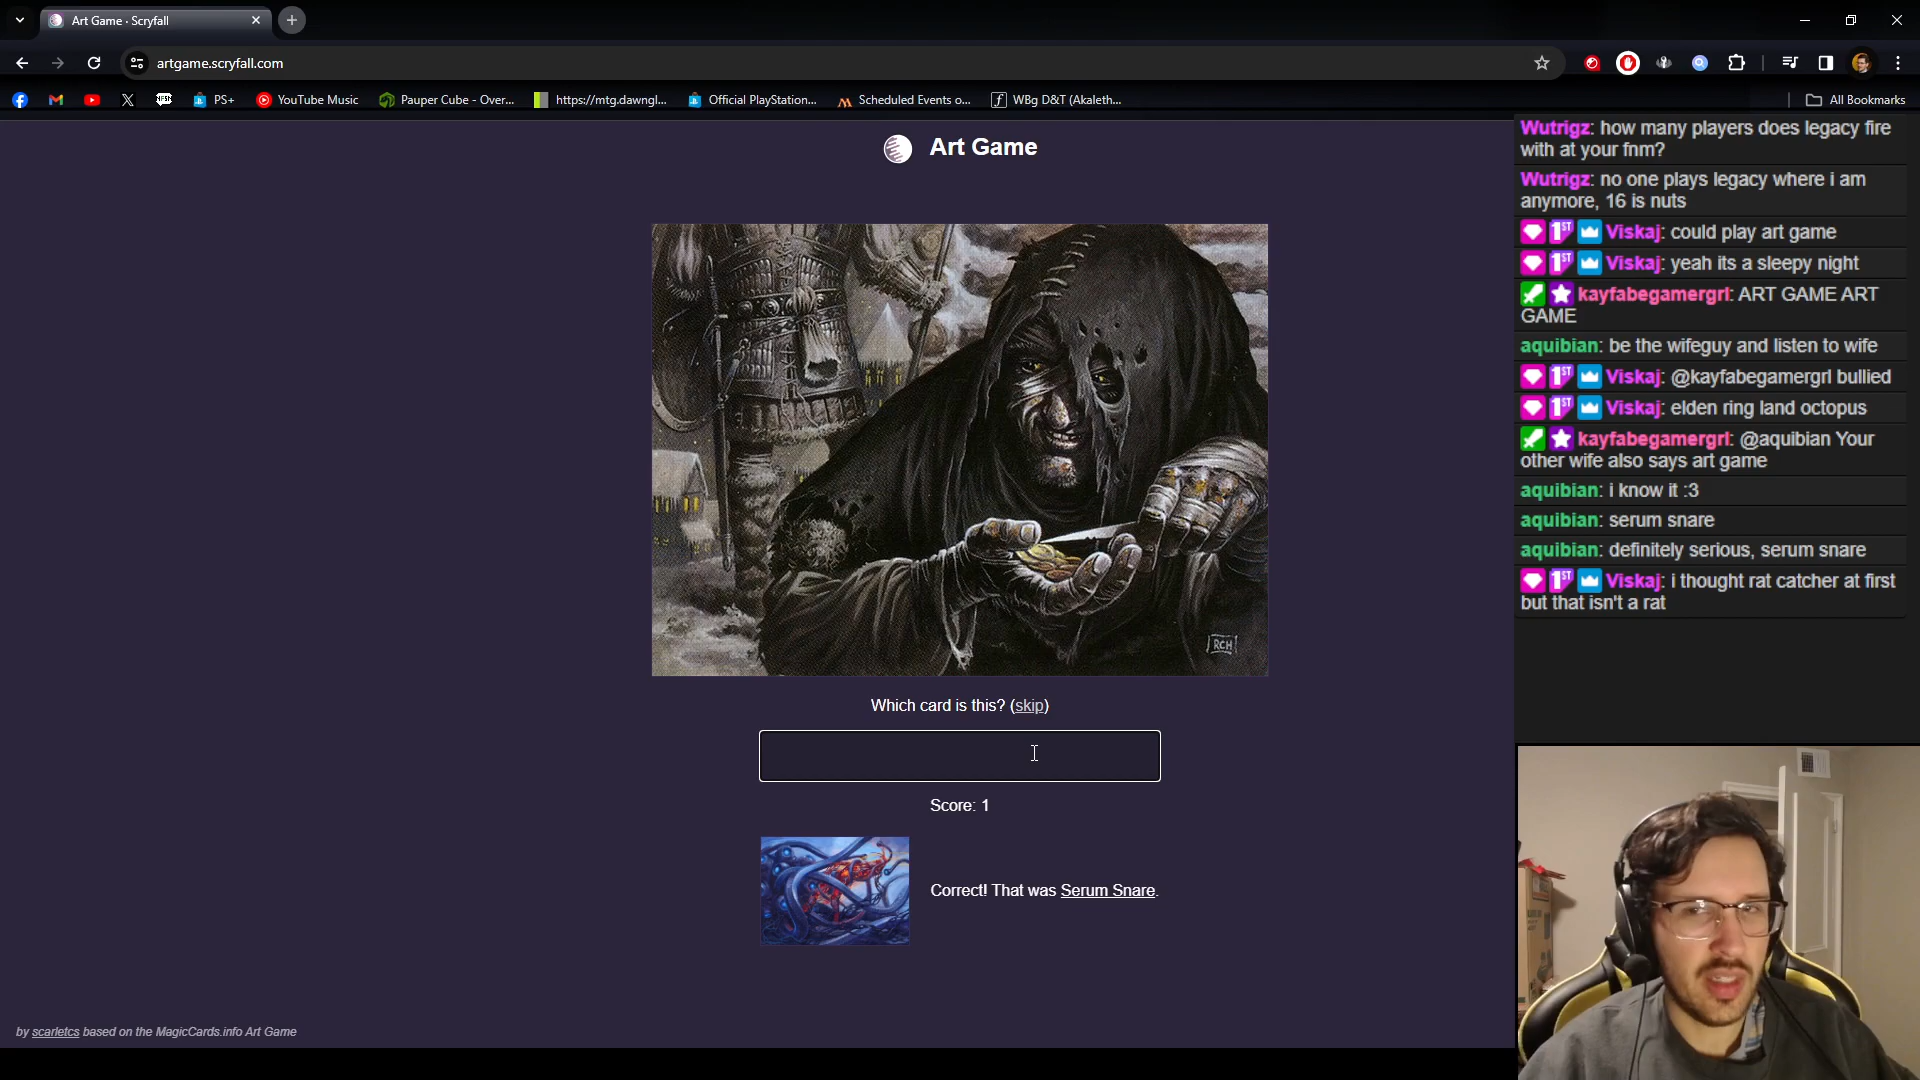 Art Game · Scryfall
artgame.scryfall.com
PS+
YouTube Music
Pauper Cube - Over...
https://mtg.dawngl...
Official PlayStation...
Scheduled Events o...
WBg D&T (Akaleth...
All Bookmarks
Art Game
RCH
Which card is this? (skip)
Score: 1
Correct! That was Serum Snare.
by scarletcs based on the MagicCards.info Art Game
Wutrigz: how many players does legacy fire
with at your fnm?
Wutrigz: no one plays legacy where i am
anymore, 16 is nuts
1ST Viskaj: could play art game
1ST Viskaj: yeah its a sleepy night
kayfabegamergrl: ART GAME ART
GAME
aquibian: be the wifeguy and listen to wife
1ST Viskaj: @kayfabegamergrl bullied
1ST Viskaj: elden ring land octopus
kayfabegamergrl: @aquibian Your
other wife also says art game
aquibian: i know it :3
aquibian: serum snare
aquibian: definitely serious, serum snare
1ST Viskaj: i thought rat catcher at first
but that isn't a rat